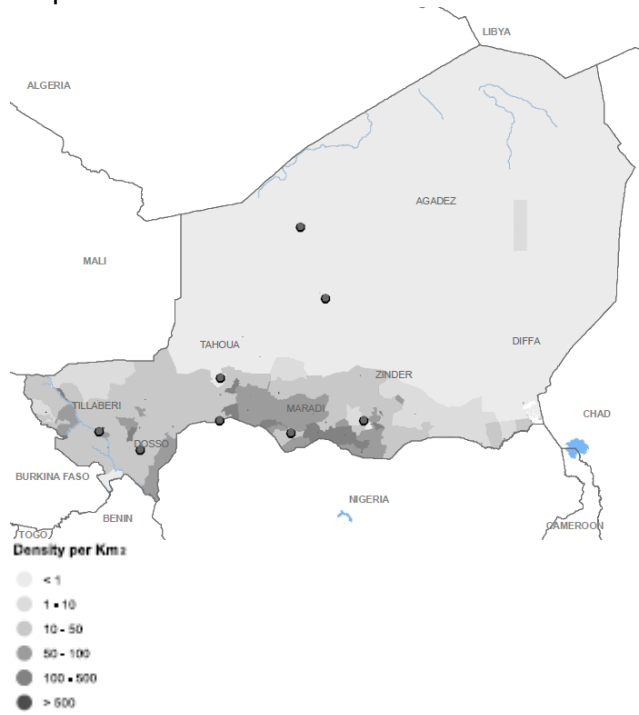 LIBYA
ALGERIA
AGADEZ
MALI
TAHOUA
DIFFA
ZINDER
TILLABERI
MARADI
CHAD
DOSSO
BURKINA FASO
NIGERIA
BENIN
CAMEROON
TOGO
Density per Km2
< 1
1 - 10
10 - 50
50 - 100
100 - 500
> 500